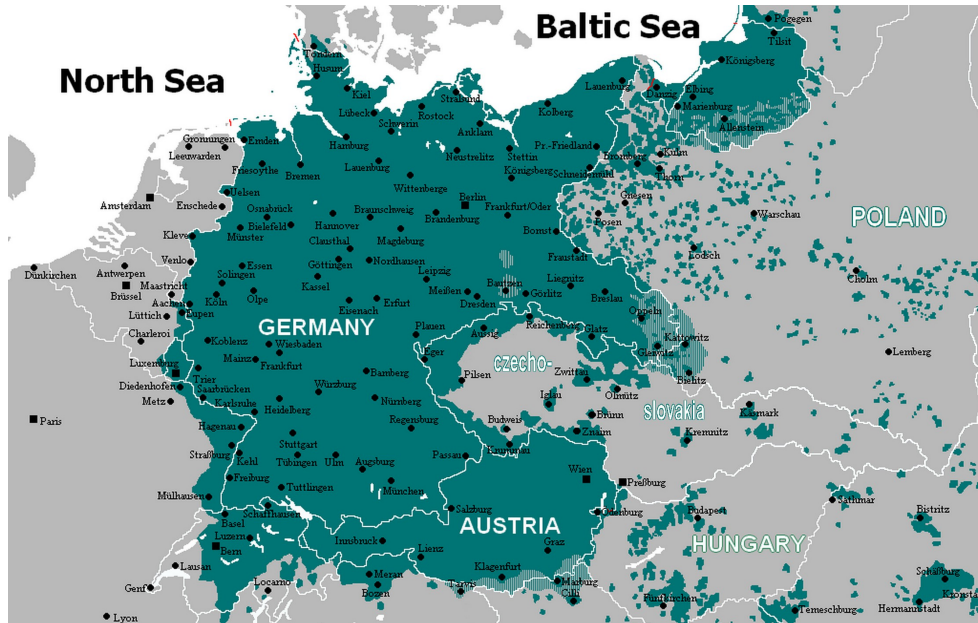 Baltic Sea
North Sea
Pogegen
Tilsit
Königsberg
Tondern
Husum
Kiel
Lübeck
Stralsund
Rostock
Schwerin
Anklam
Kolberg
Lauenburg
Danzig
Elbing
Marienburg
Allenstein
Gronningen
Leeuwarden
Emden
Hamburg
Neustrelitz
Stettin
Pr.-Friedland
Bromberg
Kulm
Thorn
Friesoythe
Bremen
Lauenburg
Wittenberge
Königsberg
Schneidemühl
Gnesen
Amsterdam
Enschede
Uelsen
Osnabrück
Braunschweig
Berlin
Brandenburg
Frankfurt/Oder
Posen
Warschau
POLAND
Kleve
Münster
Bielefeld
Hannover
Clausthal
Magdeburg
Bomst
Fraustadt
Lodsch
Dünkirchen
Antwerpen
Venlo
Essen
Solingen
Göttingen
Nordhausen
Leipzig
Liegnitz
Cholm
Brüssel
Maastricht
Aachen
Köln
Olpe
Kassel
Meißen
Dresden
Bautzen
Görlitz
Breslau
Lüttich
Eupen
Eisenach
Erfurt
Oppeln
Charleroi
GERMANY
Plauen
Aussig
Reichenberg
Glatz
Kattowitz
Gleiwitz
Lemberg
Koblenz
Wiesbaden
Mainz
Frankfurt
Eger
czecho-
Luxemburg
Trier
Bamberg
Pilsen
Zwittau
Bielitz
Diedenhofen
Saarbrücken
Würzburg
Olmütz
Metz
Karlsruhe
Heidelberg
Nürnberg
Iglau
slovakia
Käsmark
Paris
Hagenau
Regensburg
Budweis
Brünn
Kremnitz
Stuttgart
Krummau
Znaim
Straßburg
Kehl
Tübingen
Ulm
Augsburg
Passau
Wien
Preßburg
Freiburg
Tuttlingen
München
Mülhausen
Schaffhausen
Salzburg
Ödenburg
Sathmar
Basel
AUSTRIA
Budapest
Bistritz
Luzern
Bern
Innsbruck
Lienz
Graz
HUNGARY
Lausan
Meran
Klagenfurt
Schäßburg
Genf
Locarno
Bozen
Tarvis
Marburg
Cilli
Fünfkirchen
Hermannstadt
Kronsta
Lyon
Temeschburg